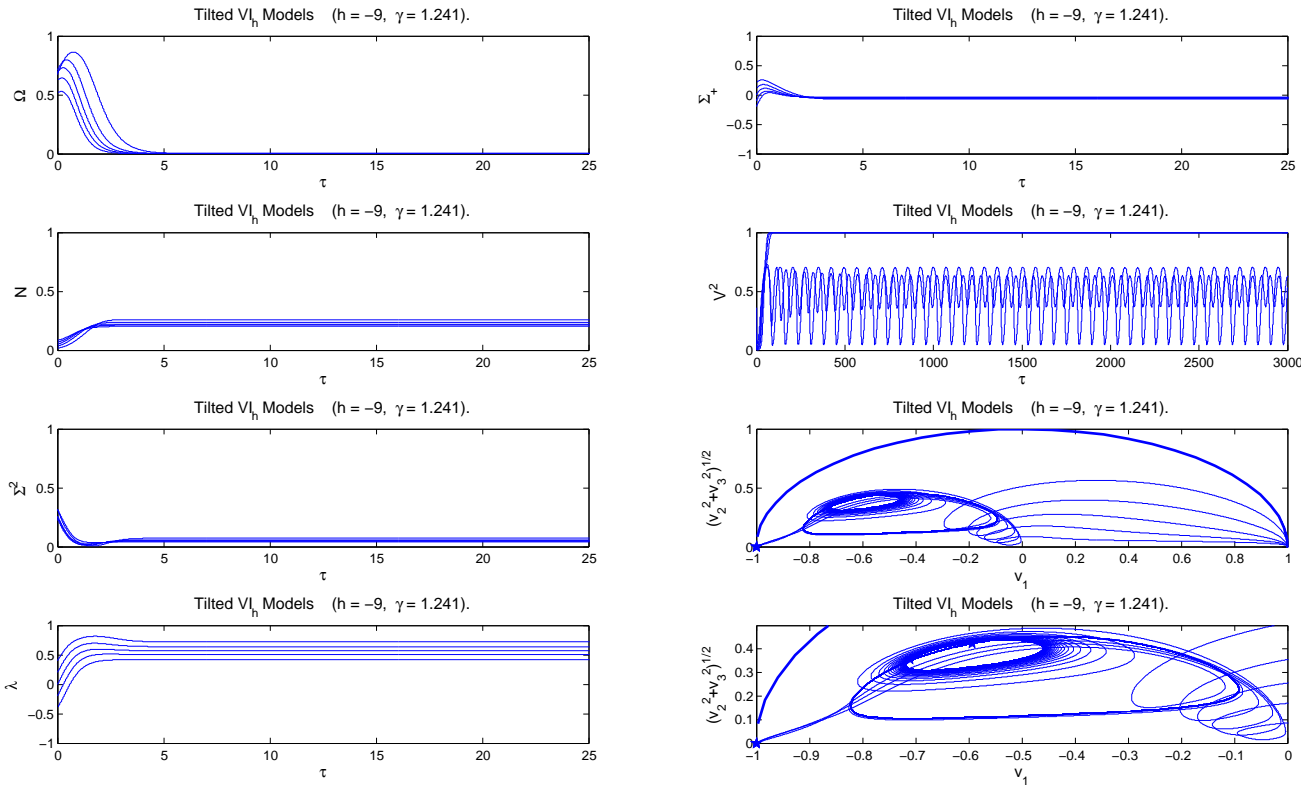 Tilted VI_h Models (h = −9, γ = 1.241).
Ω
1
0.5
0
0 5 10 15 20 25
τ
Tilted VI_h Models (h = −9, γ = 1.241).
Σ_+
1
0.5
0
−0.5
−1
0 5 10 15 20 25
τ
Tilted VI_h Models (h = −9, γ = 1.241).
N
1
0.5
0
0 5 10 15 20 25
τ
Tilted VI_h Models (h = −9, γ = 1.241).
V^2
1
0.5
0
0 500 1000 1500 2000 2500 3000
τ
Tilted VI_h Models (h = −9, γ = 1.241).
Σ^2
1
0.5
0
0 5 10 15 20 25
τ
Tilted VI_h Models (h = −9, γ = 1.241).
(v_2^2+v_3^2)^{1/2}
1
0.5
0
−1 −0.8 −0.6 −0.4 −0.2 0 0.2 0.4 0.6 0.8 1
v_1
Tilted VI_h Models (h = −9, γ = 1.241).
λ
1
0.5
0
−0.5
−1
0 5 10 15 20 25
τ
Tilted VI_h Models (h = −9, γ = 1.241).
(v_2^2+v_3^2)^{1/2}
0.4
0.3
0.2
0.1
0
−1 −0.9 −0.8 −0.7 −0.6 −0.5 −0.4 −0.3 −0.2 −0.1 0
v_1